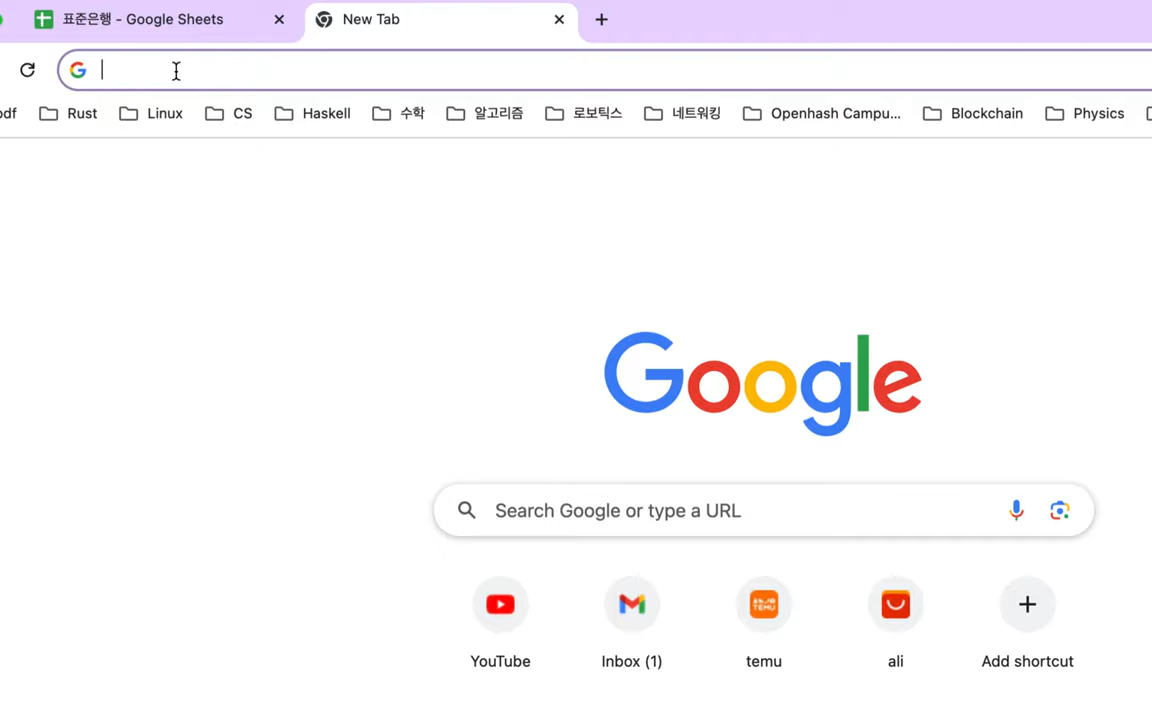 표준은행 - Google Sheets
New Tab
odf
Rust
Linux
CS
Haskell
수학
알고리즘
로보틱스
네트워킹
Openhash Campu...
Blockchain
Physics
Google
Search Google or type a URL
TEMU
YouTube
Inbox (1)
temu
ali
Add shortcut